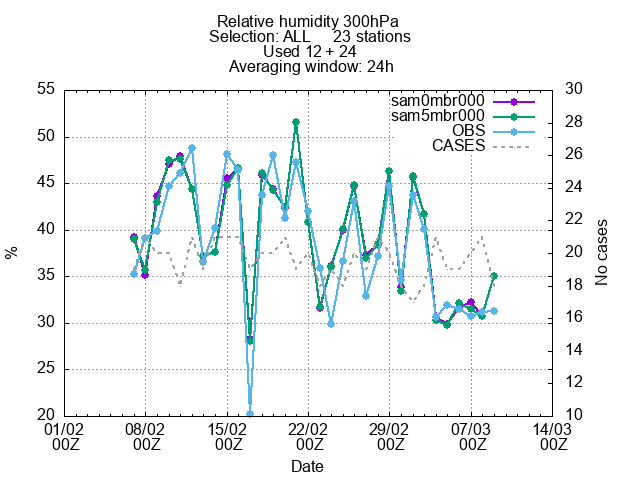 Relative humidity 300hPa
Selection: ALL 23 stations
Used 12 + 24
Averaging window: 24h
sam0mbr000
sam5mbr000
OBS
CASES
%
55
50
45
40
35
30
25
20
No cases
30
28
26
24
22
20
18
16
14
12
10
01/02 08/02 15/02 22/02 29/02 07/03 14/03
00Z 00Z 00Z 00Z 00Z 00Z 00Z
Date